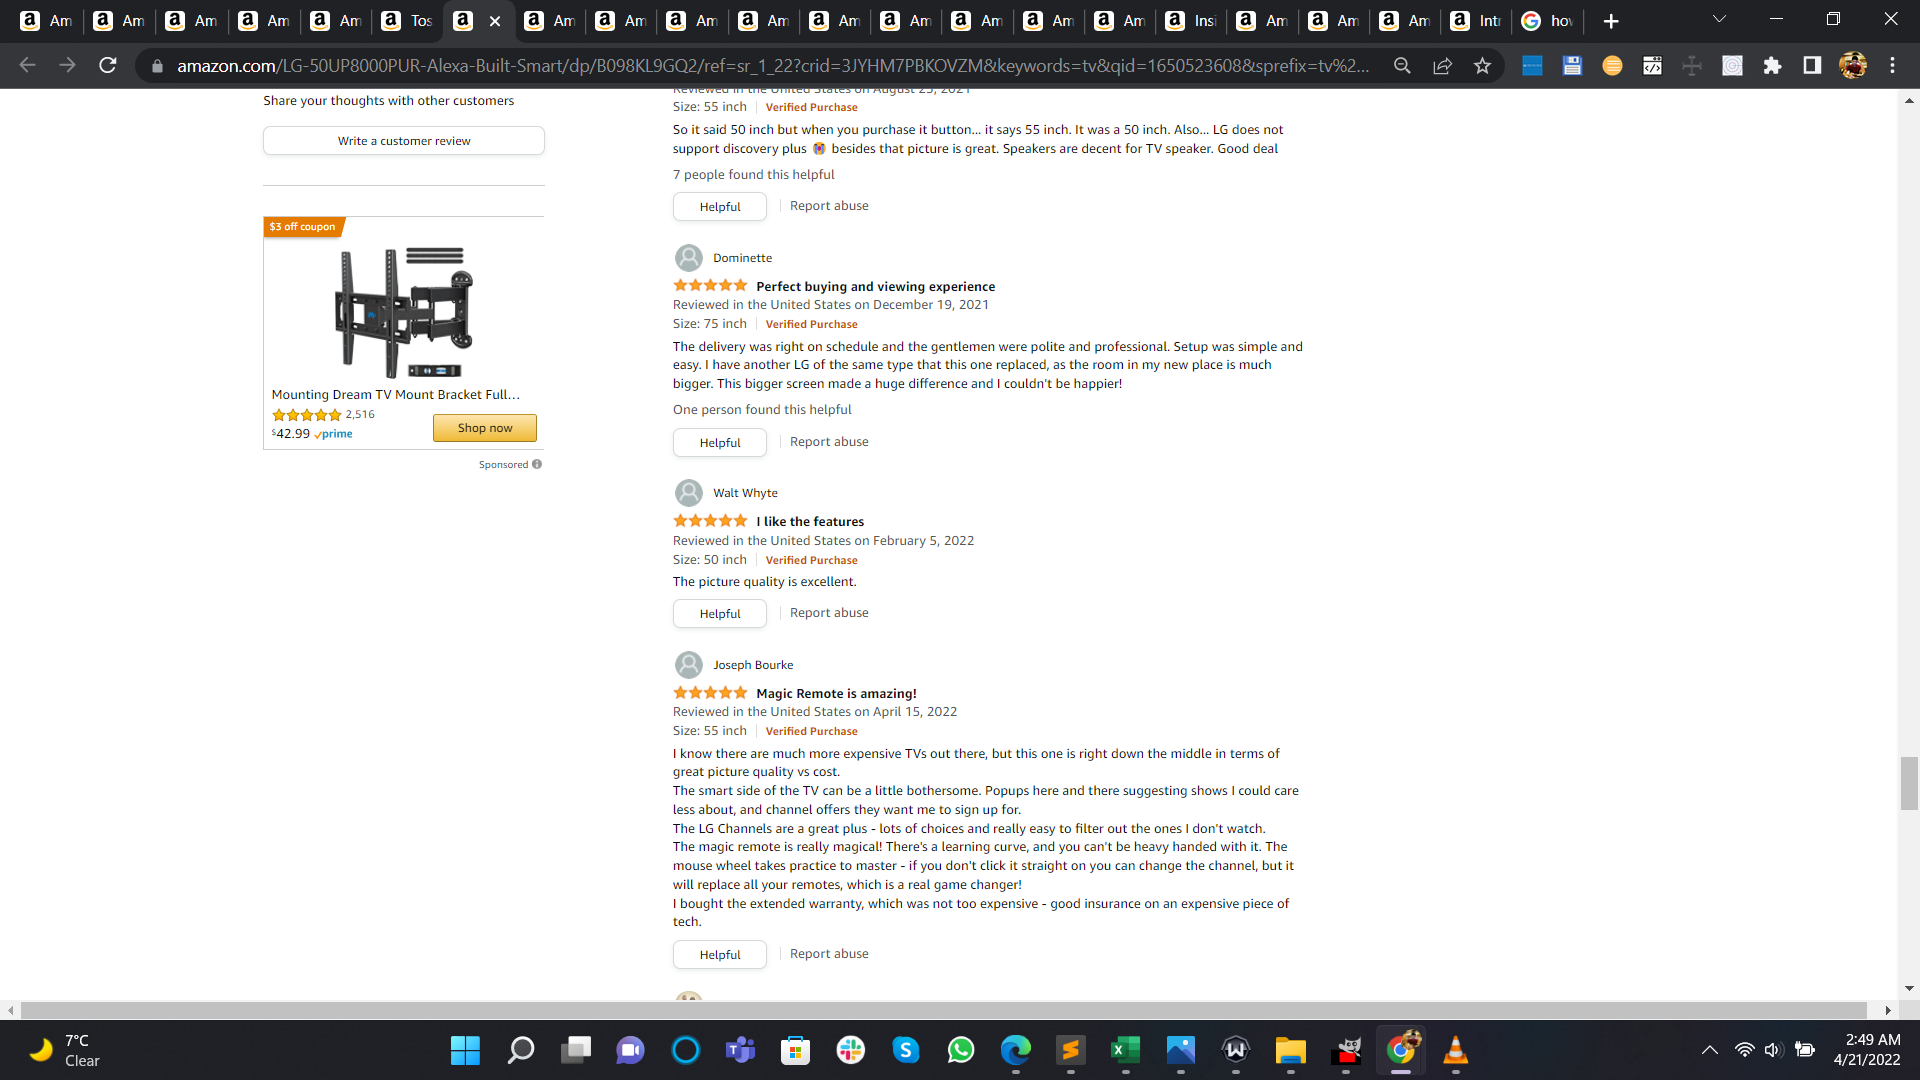 Am
Am
Am
Am
Am
Tos
Am
Am
Am
Am
Am
Am
Am
Am
Am
Insi
Am
Am
Am
Intr
how
amazon.com/LG-50UP8000PUR-Alexa-Built-Smart/dp/B098KL9GQ2/ref=sr_1_22?crid=3JYHM7PBKOVZM&keywords=tv&qid=1650523608&sprefix=tv%2...
Share your thoughts with other customers
Write a customer review
$3 off coupon
Mounting Dream TV Mount Bracket Full...
2,516
$42.99 prime
Shop now
Sponsored
Reviewed in the United States on August 25, 2021
Size: 55 inch Verified Purchase
So it said 50 inch but when you purchase it button... it says 55 inch. It was a 50 inch. Also... LG does not
support discovery plus 😭 besides that picture is great. Speakers are decent for TV speaker. Good deal
7 people found this helpful
Helpful Report abuse
Dominette
Perfect buying and viewing experience
Reviewed in the United States on December 19, 2021
Size: 75 inch Verified Purchase
The delivery was right on schedule and the gentlemen were polite and professional. Setup was simple and
easy. I have another LG of the same type that this one replaced, as the room in my new place is much
bigger. This bigger screen made a huge difference and I couldn't be happier!
One person found this helpful
Helpful Report abuse
Walt Whyte
I like the features
Reviewed in the United States on February 5, 2022
Size: 50 inch Verified Purchase
The picture quality is excellent.
Helpful Report abuse
Joseph Bourke
Magic Remote is amazing!
Reviewed in the United States on April 15, 2022
Size: 55 inch Verified Purchase
I know there are much more expensive TVs out there, but this one is right down the middle in terms of
great picture quality vs cost.
The smart side of the TV can be a little bothersome. Popups here and there suggesting shows I could care
less about, and channel offers they want me to sign up for.
The LG Channels are a great plus - lots of choices and really easy to filter out the ones I don't watch.
The magic remote is really magical! There's a learning curve, and you can't be heavy handed with it. The
mouse wheel takes practice to master - if you don't click it straight on you can change the channel, but it
will replace all your remotes, which is a real game changer!
I bought the extended warranty, which was not too expensive - good insurance on an expensive piece of
tech.
Helpful Report abuse
7°C
Clear
2:49 AM
4/21/2022